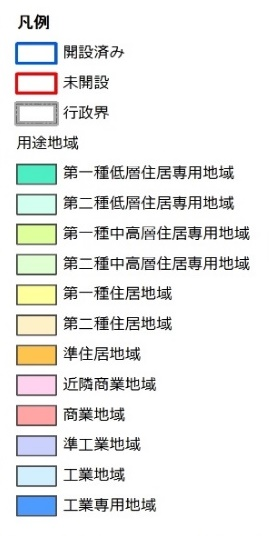 凡例
開設済み
未開設
行政界
用途地域
第一種低層住居専用地域
第二種低層住居専用地域
第一種中高層住居専用地域
第二種中高層住居専用地域
第一種住居地域
第二種住居地域
準住居地域
近隣商業地域
商業地域
準工業地域
工業地域
工業専用地域